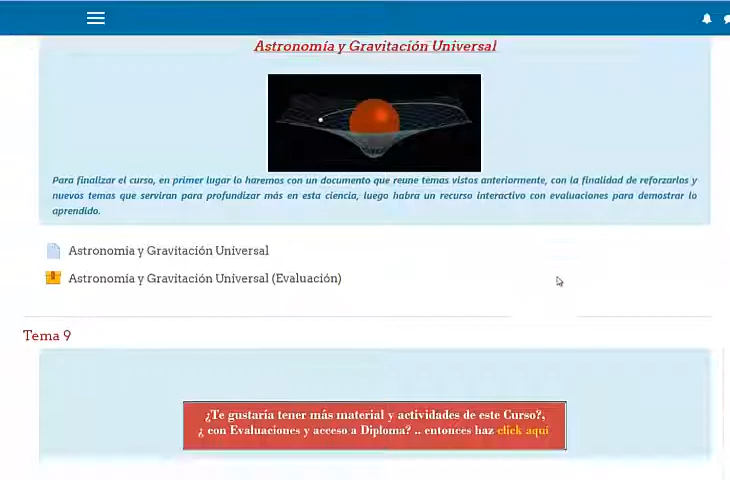 Astronomía y Gravitación Universal
Para finalizar el curso, en primer lugar lo haremos con un documento que reune temas vistos anteriormente, con la finalidad de reforzarlos y
nuevos temas que serviran para profundizar más en esta ciencia, luego habra un recurso interactivo con evaluaciones para demostrar lo
aprendido.
Astronomía y Gravitación Universal
Astronomía y Gravitación Universal (Evaluación)
Tema 9
¿Te gustaría tener más material y actividades de este Curso?,
¿ con Evaluaciones y acceso a Diploma? .. entonces haz click aquí